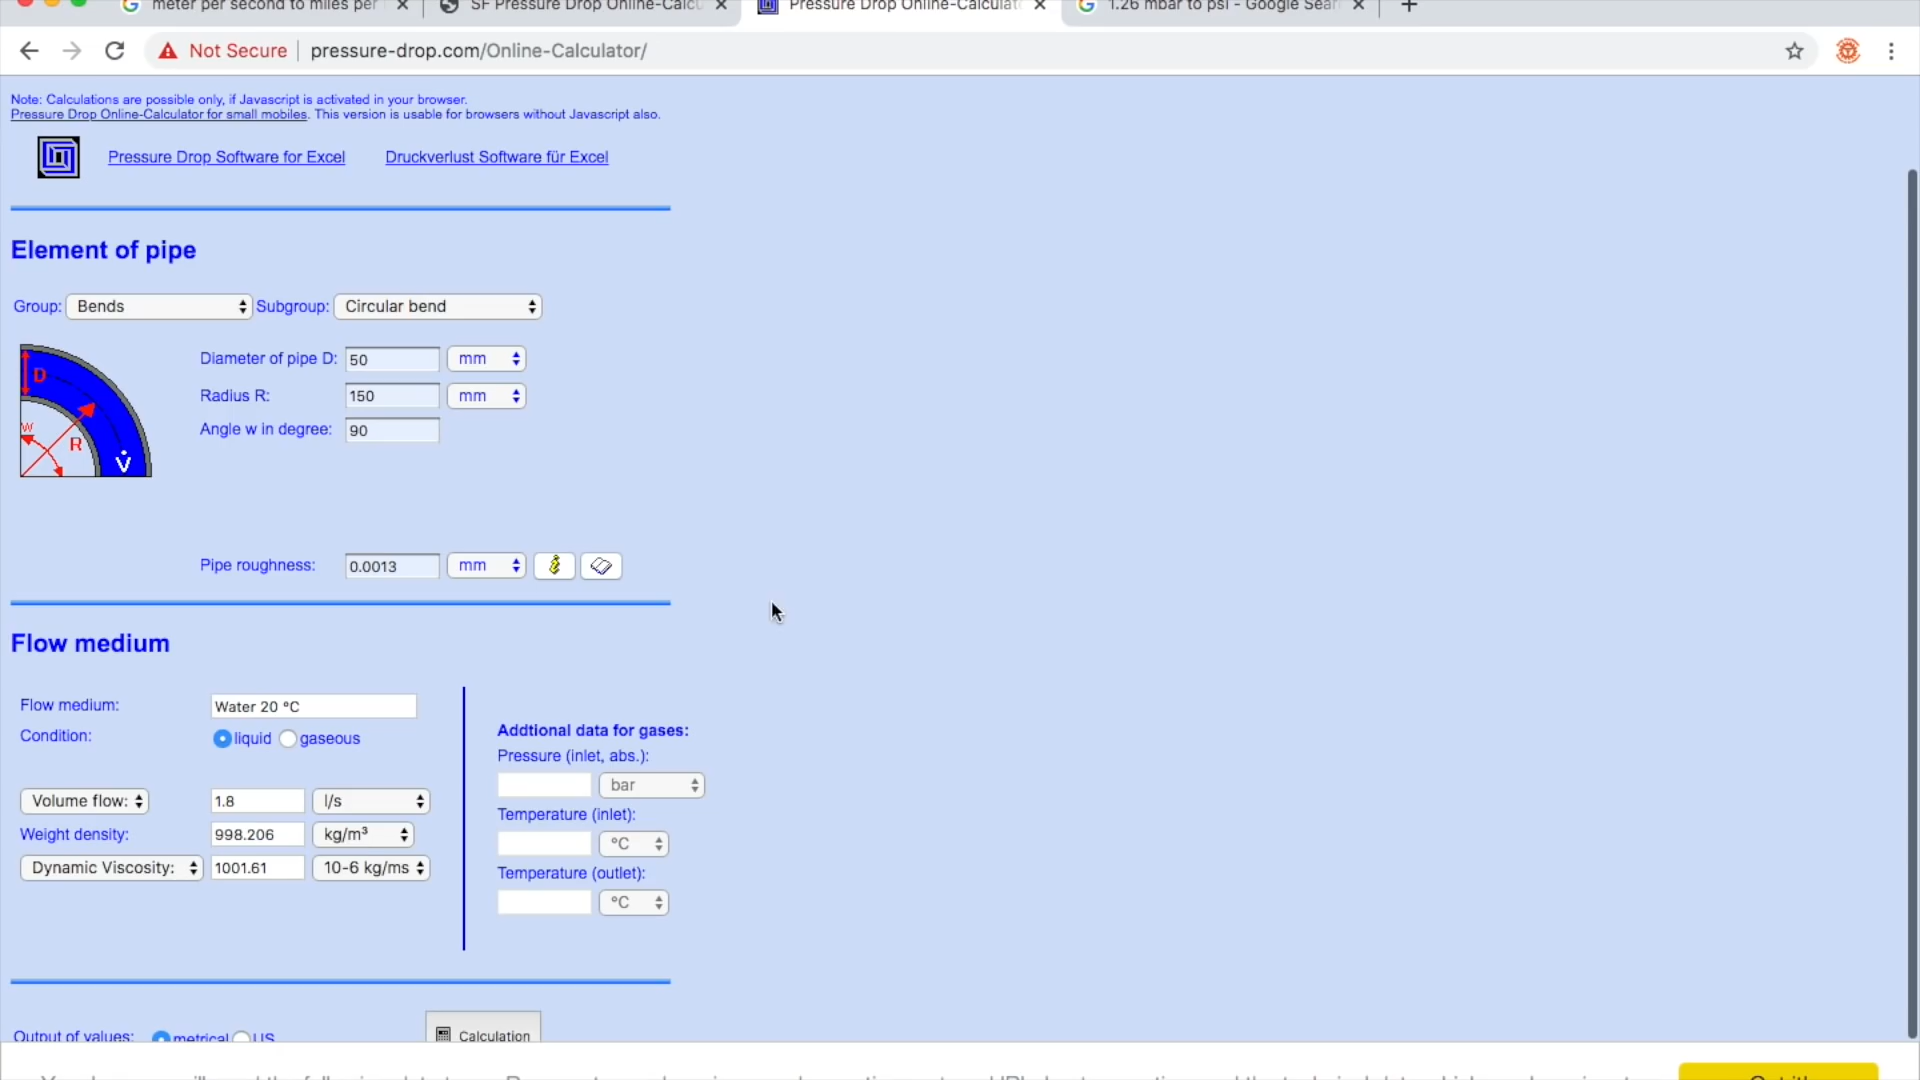 meter per second to miles per
SF Pressure Drop Online-Calcu
Pressure Drop Online-Calculat
1.26 mbar to psi - Google Sear
Not Secure
pressure-drop.com/Online-Calculator/
Note: Calculations are possible only, if Javascript is activated in your browser.
Pressure Drop Online-Calculator for small mobiles. This version is usable for browsers without Javascript also.
Pressure Drop Software for Excel
Druckverlust Software für Excel
Element of pipe
Group: Bends Subgroup: Circular bend
D
w
R
V̇
Diameter of pipe D: 50 mm
Radius R: 150 mm
Angle w in degree: 90
Pipe roughness: 0.0013 mm
Flow medium
Flow medium: Water 20 °C
Condition: liquid gaseous
Volume flow: 1.8 l/s
Weight density: 998.206 kg/m³
Dynamic Viscosity: 1001.61 10-6 kg/ms
Addtional data for gases:
Pressure (inlet, abs.):
bar
Temperature (inlet):
°C
Temperature (outlet):
°C
Output of values: metrical US
Calculation